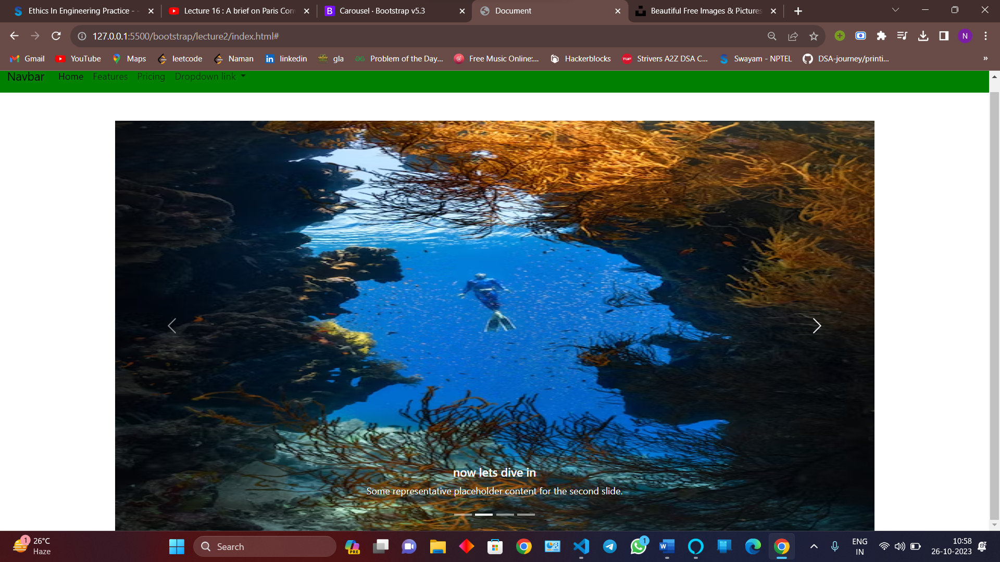 Ethics In Engineering Practice - -
Lecture 16 : A brief on Paris Con
B Carousel · Bootstrap v5.3
Document
Beautiful Free Images & Pictures
127.0.0.1:5500/bootstrap/lecture2/index.html#
N
Gmail
YouTube
Maps
leetcode
Naman
linkedin
gla
Problem of the Day...
Free Music Online:...
Hackerblocks
TUF Strivers A2Z DSA C...
Swayam - NPTEL
DSA-journey/printi...
»
Navbar Home Features Pricing Dropdown link
now lets dive in
Some representative placeholder content for the second slide.
1
26°C
Haze
Search
PRE
1
ENG
IN
10:58
26-10-2023